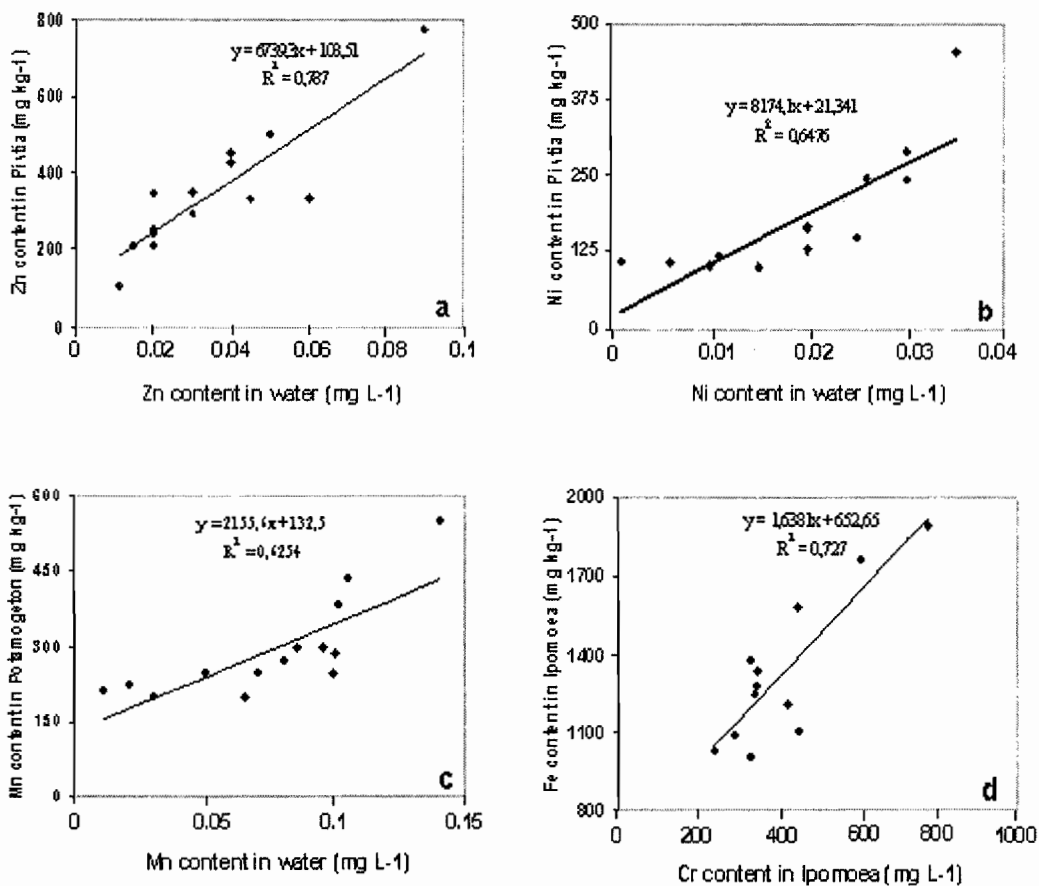 800
600
400
200
0
Zn content in Pistia (mg kg-1)
y = 6739,3x + 108,51
R² = 0,787
a
0 0.02 0.04 0.06 0.08 0.1
Zn content in water (mg L-1)
500
375
250
125
0
Ni content in Pistia (mg kg-1)
y = 8174,1x + 21,341
R² = 0,6476
b
0 0.01 0.02 0.03 0.04
Ni content in water (mg L-1)
600
450
300
150
0
Mn content in Potamogeton (mg kg-1)
y = 2155,6x + 132,5
R² = 0,6254
c
0 0.05 0.1 0.15
Mn content in water (mg L-1)
2000
1700
1400
1100
800
Fe content in Ipomoea (mg kg-1)
y = 1,6381x + 652,65
R² = 0,727
d
0 200 400 600 800 1000
Cr content in Ipomoea (mg L-1)